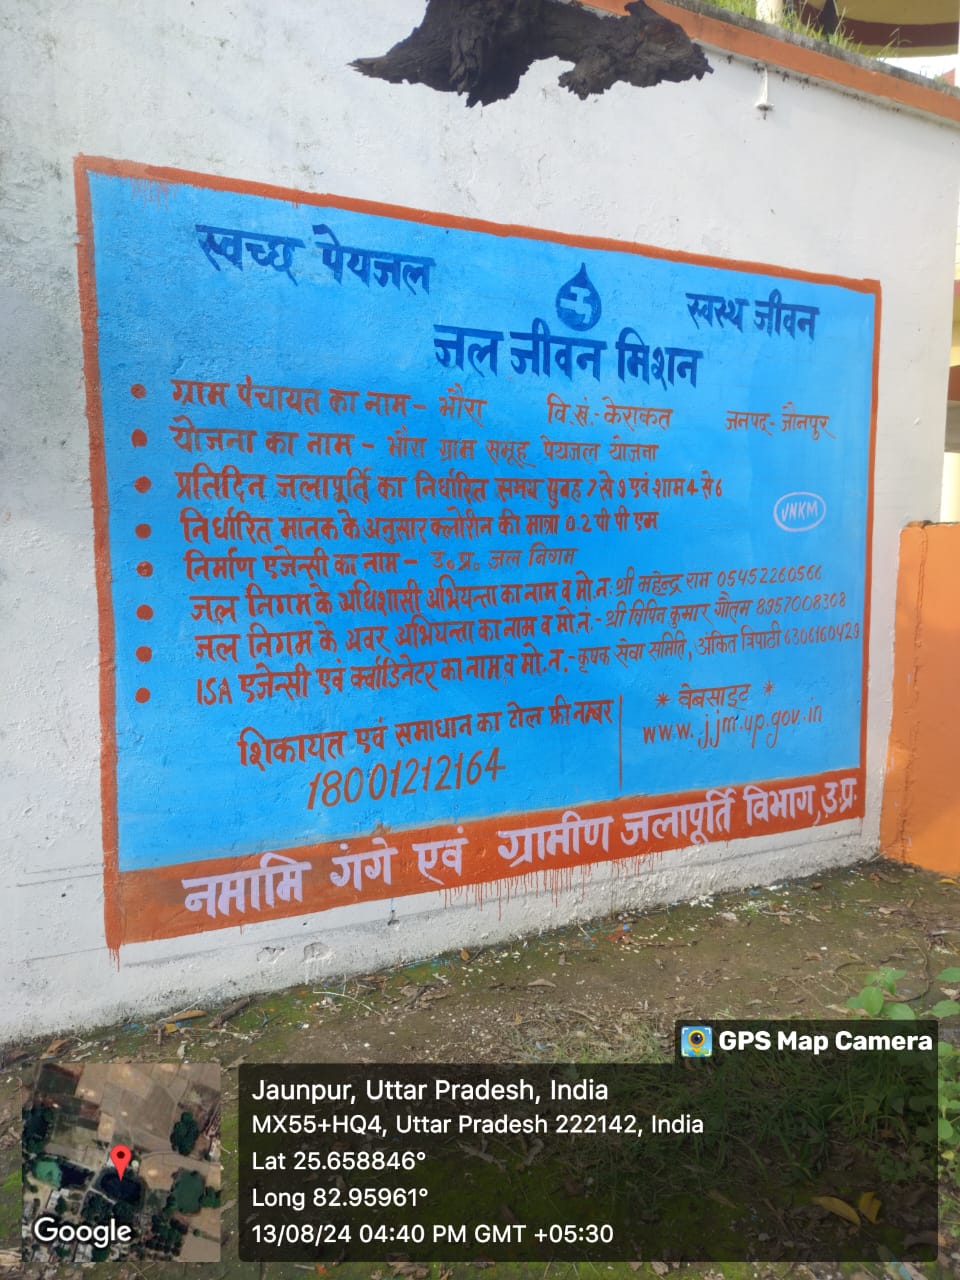 स्वच्छ पेयजल
स्वस्थ जीवन
जल जीवन मिशन
ग्राम पंचायत का नाम - भौरा वि.खं.- केराकत जनपद- जौनपुर
योजना का नाम - भौरा ग्राम समूह पेयजल योजना
प्रतिदिन जलापूर्ति का निर्धारित समय सुबह 7 से 9 एवं शाम 4 से 6
निर्धारित मानक के अनुसार क्लोरीन की मात्रा 0.2 पी पी एम
VNKM
निर्माण एजेन्सी का नाम - उ॰प्र॰ जल निगम
जल निगम के अधिशासी अभियन्ता का नाम व मो.न: श्री महेन्द्र राम 05452260566
जल निगम के अवर अभियन्ता का नाम व मो.नं.- श्री विपिन कुमार गौतम 8957008308
ISA एजेन्सी एवं क्वार्डिनेटर का नाम व मो.न.- कृषक सेवा समिति, अंकित त्रिपाठी 6306160429
शिकायत एवं समाधान का टोल फ्री नम्बर
18001212164
* वेबसाइट *
www.jjm.up.gov.in
नमामि गंगे एवं ग्रामीण जलापूर्ति विभाग, उ.प्र.
GPS Map Camera
Jaunpur, Uttar Pradesh, India
MX55+HQ4, Uttar Pradesh 222142, India
Lat 25.658846°
Long 82.95961°
13/08/24 04:40 PM GMT +05:30
Google